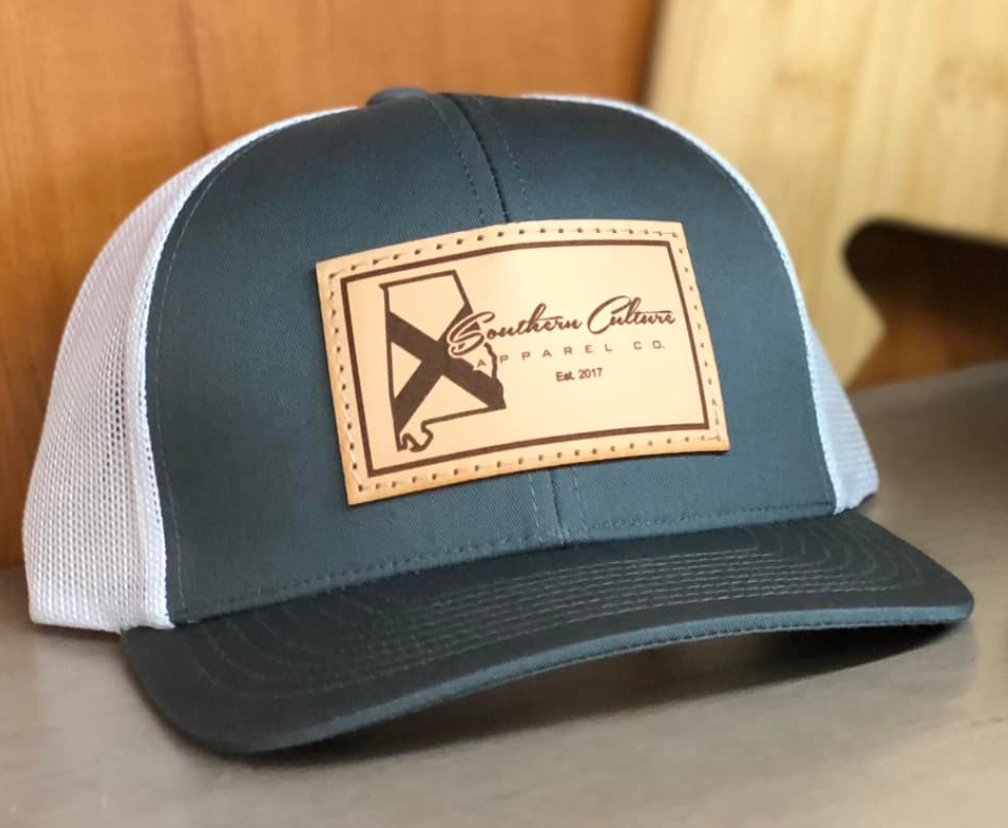 Southern Culture
APPAREL CO.
Est. 2017